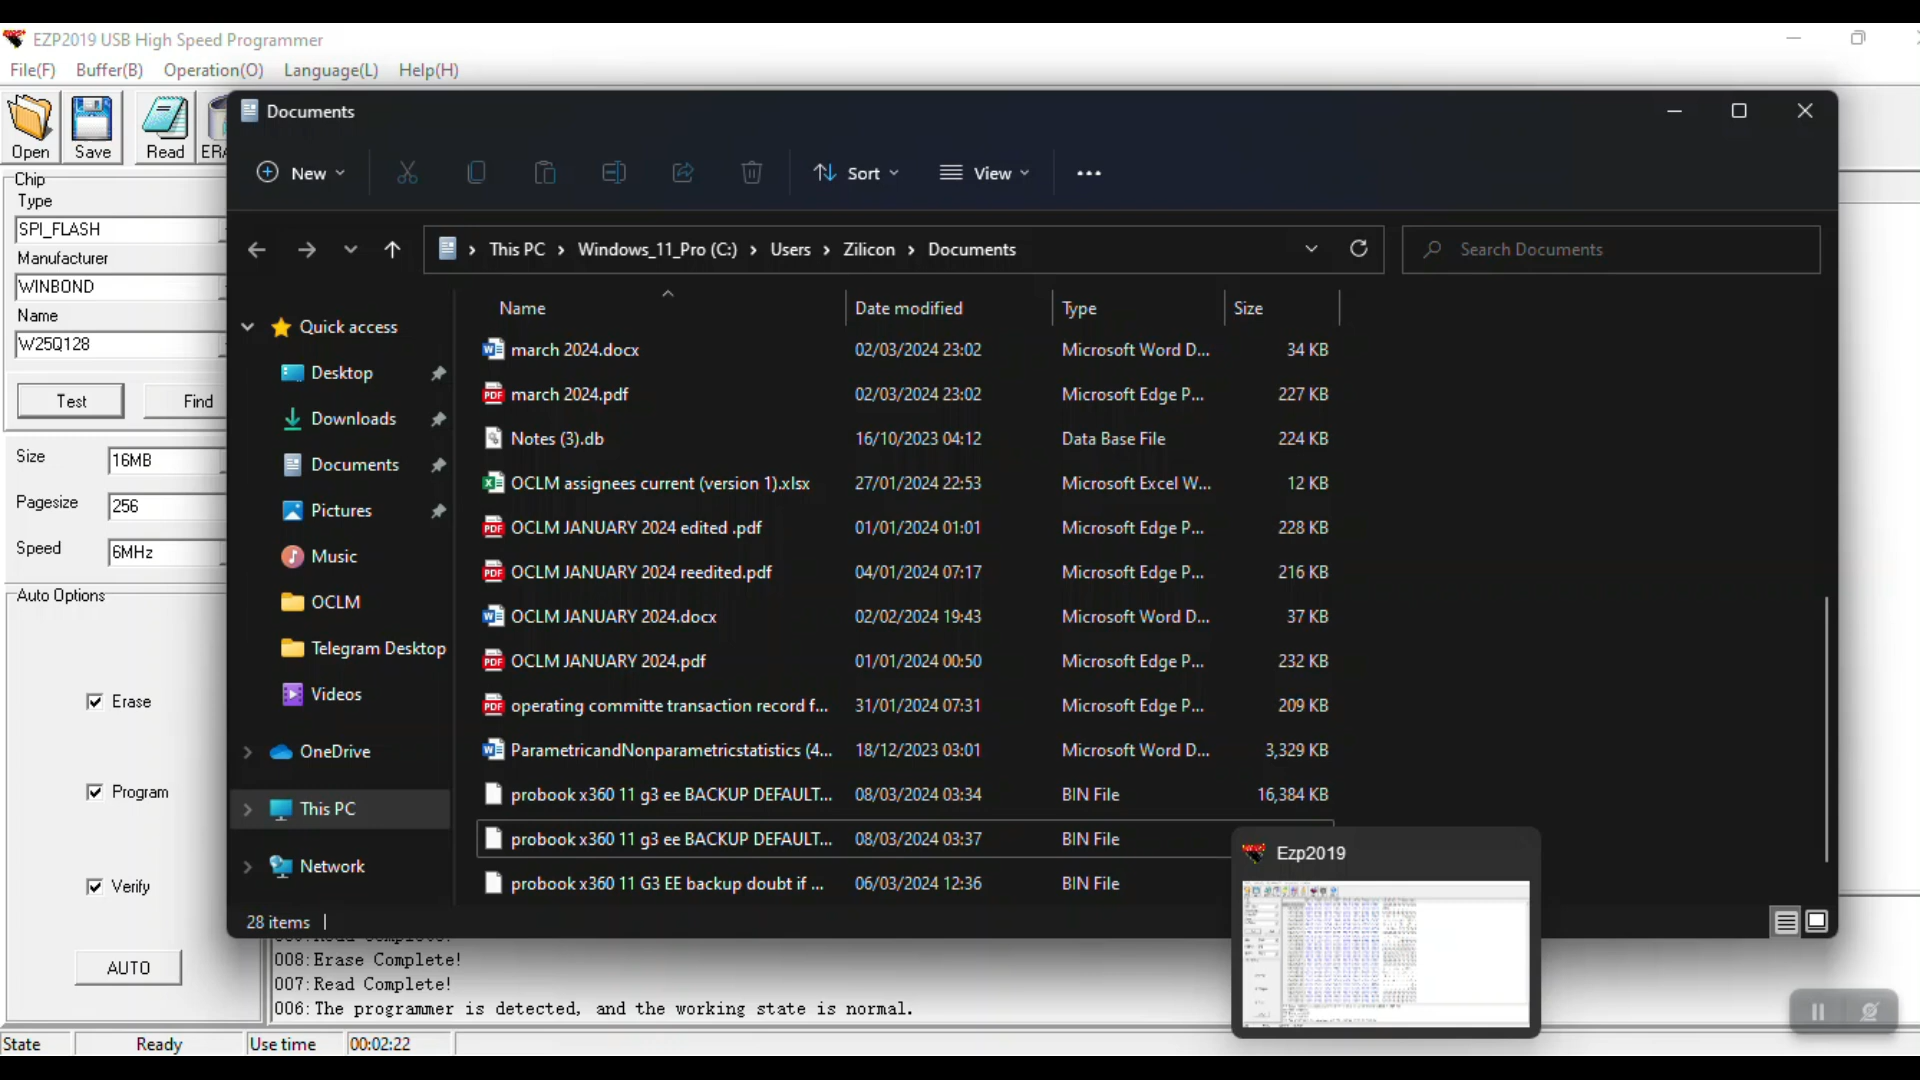 EZP2019 USB High Speed Programmer
File(F) Buffer(B) Operation(O) Language(L) Help(H)
Open Save Read
Chip
Type
SPI_FLASH
Manufacturer
WINBOND
Name
W25Q128
Test Find
Size 16MB
Pagesize 256
Speed 6MHz
Auto Options
Erase
Program
Verify
AUTO
Documents
New Sort View
This PC > Windows_11_Pro (C:) > Users > Zilicon > Documents
Search Documents
Quick access
Desktop
Downloads
Documents
Pictures
Music
OCLM
Telegram Desktop
Videos
OneDrive
This PC
Network
Name Date modified Type Size
march 2024.docx 02/03/2024 23:02 Microsoft Word D... 34 KB
march 2024.pdf 02/03/2024 23:02 Microsoft Edge P... 227 KB
Notes (3).db 16/10/2023 04:12 Data Base File 224 KB
OCLM assignees current (version 1).xlsx 27/01/2024 22:53 Microsoft Excel W... 12 KB
OCLM JANUARY 2024 edited .pdf 01/01/2024 01:01 Microsoft Edge P... 228 KB
OCLM JANUARY 2024 reedited.pdf 04/01/2024 07:17 Microsoft Edge P... 216 KB
OCLM JANUARY 2024.docx 02/02/2024 19:43 Microsoft Word D... 37 KB
OCLM JANUARY 2024.pdf 01/01/2024 00:50 Microsoft Edge P... 232 KB
operating committe transaction record f... 31/01/2024 07:31 Microsoft Edge P... 209 KB
ParametricandNonparametricstatistics (4... 18/12/2023 03:01 Microsoft Word D... 3,329 KB
probook x360 11 g3 ee BACKUP DEFAULT... 08/03/2024 03:34 BIN File 16,384 KB
probook x360 11 g3 ee BACKUP DEFAULT... 08/03/2024 03:37 BIN File
probook x360 11 G3 EE backup doubt if ... 06/03/2024 12:36 BIN File
28 items
Ezp2019
008:Erase Complete!
007:Read Complete!
006:The programmer is detected, and the working state is normal.
State Ready Use time 00:02:22